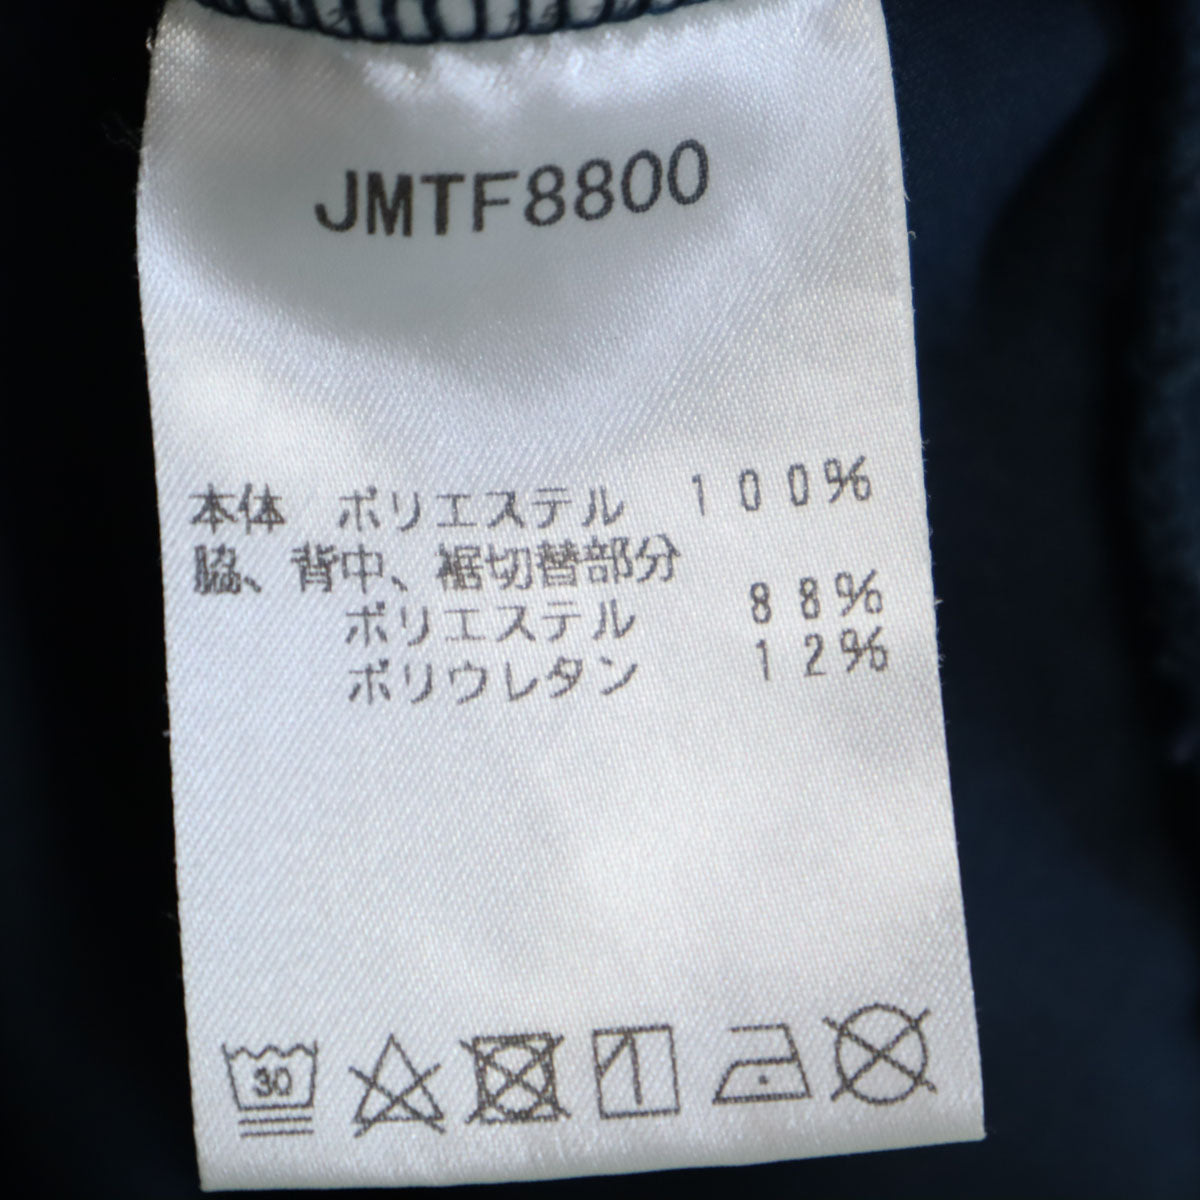 JMTF8800
本体 ポリエステル 100%
脇、背中、裾切替部分
ポリエステル 88%
ポリウレタン 12%
30